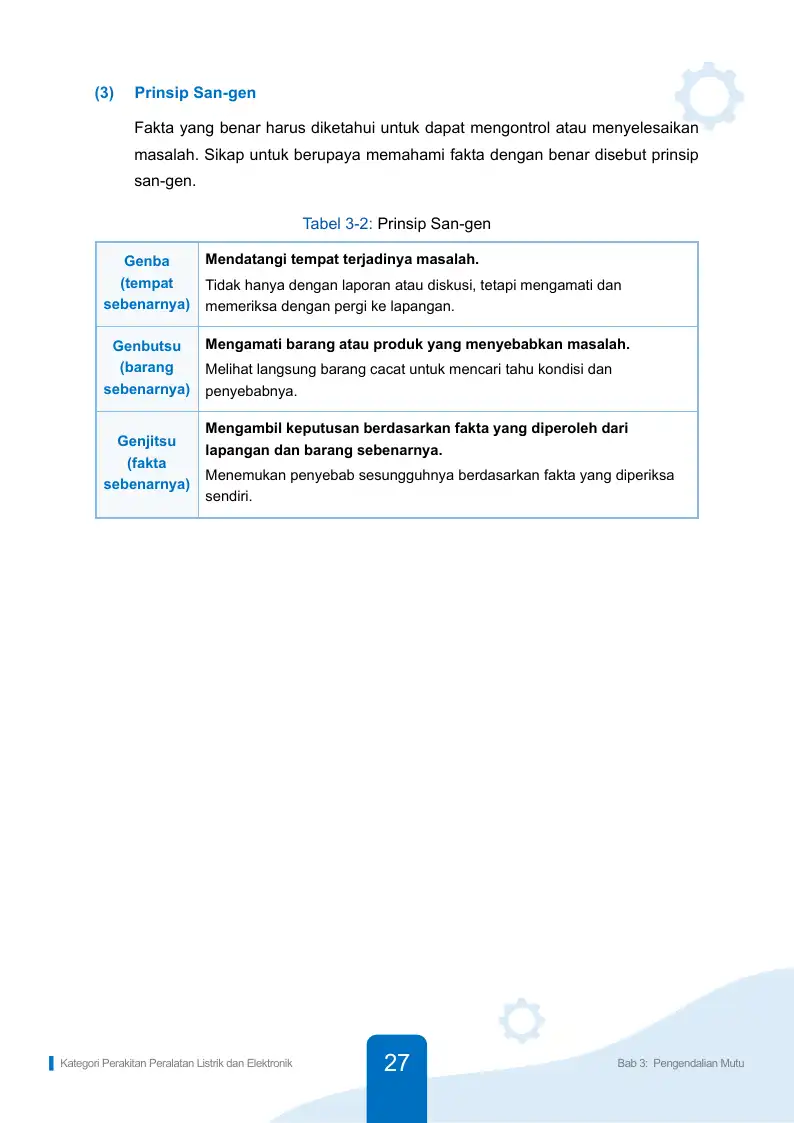 (3) Prinsip San-gen
Fakta yang benar harus diketahui untuk dapat mengontrol atau menyelesaikan
masalah. Sikap untuk berupaya memahami fakta dengan benar disebut prinsip
san-gen.
Tabel 3-2: Prinsip San-gen
Genba
(tempat
sebenarnya)
Mendatangi tempat terjadinya masalah.
Tidak hanya dengan laporan atau diskusi, tetapi mengamati dan
memeriksa dengan pergi ke lapangan.
Genbutsu
(barang
sebenarnya)
Mengamati barang atau produk yang menyebabkan masalah.
Melihat langsung barang cacat untuk mencari tahu kondisi dan
penyebabnya.
Genjitsu
(fakta
sebenarnya)
Mengambil keputusan berdasarkan fakta yang diperoleh dari
lapangan dan barang sebenarnya.
Menemukan penyebab sesungguhnya berdasarkan fakta yang diperiksa
sendiri.
Kategori Perakitan Peralatan Listrik dan Elektronik
27
Bab 3: Pengendalian Mutu